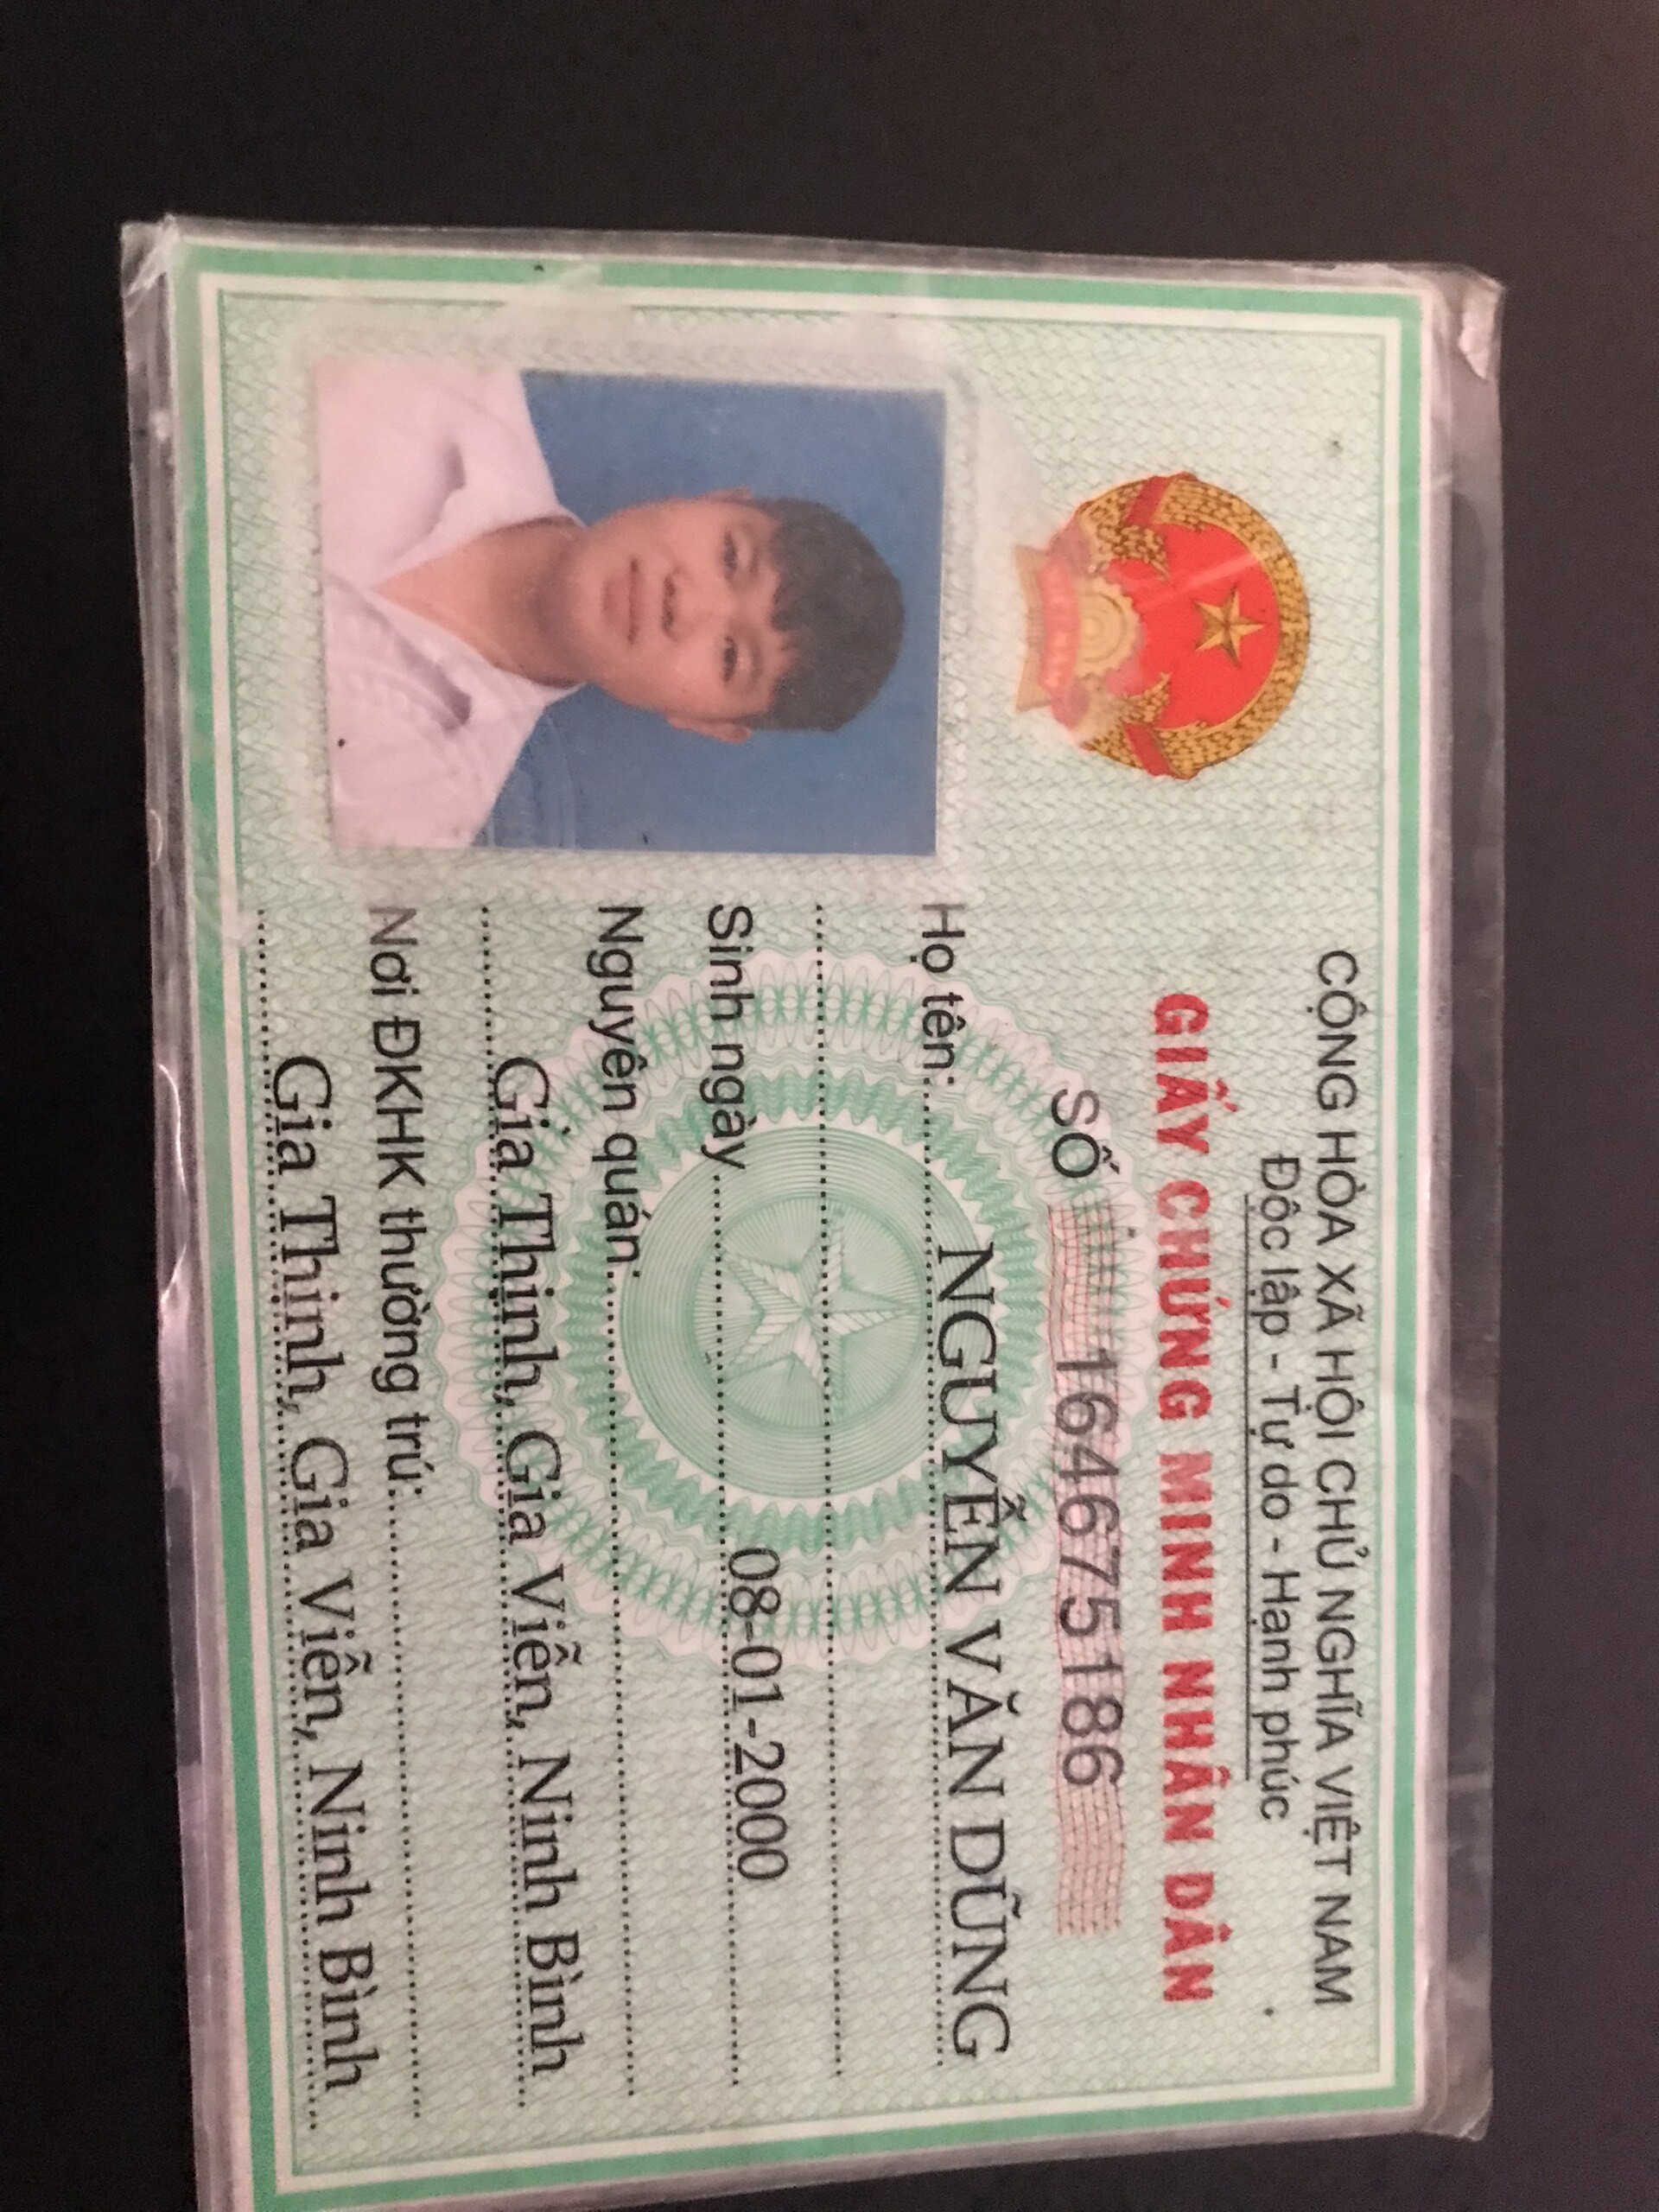 CỘNG HÒA XÃ HỘI CHỦ NGHĨA VIỆT NAM
Độc lập - Tự do - Hạnh phúc
GIẤY CHỨNG MINH NHÂN DÂN
SỐ 164675186
Họ tên: NGUYỄN VĂN DŨNG
Sinh ngày 08-01-2000
Nguyên quán:
Gia Thịnh, Gia Viễn, Ninh Bình
Nơi ĐKHK thường trú:
Gia Thịnh, Gia Viễn, Ninh Bình